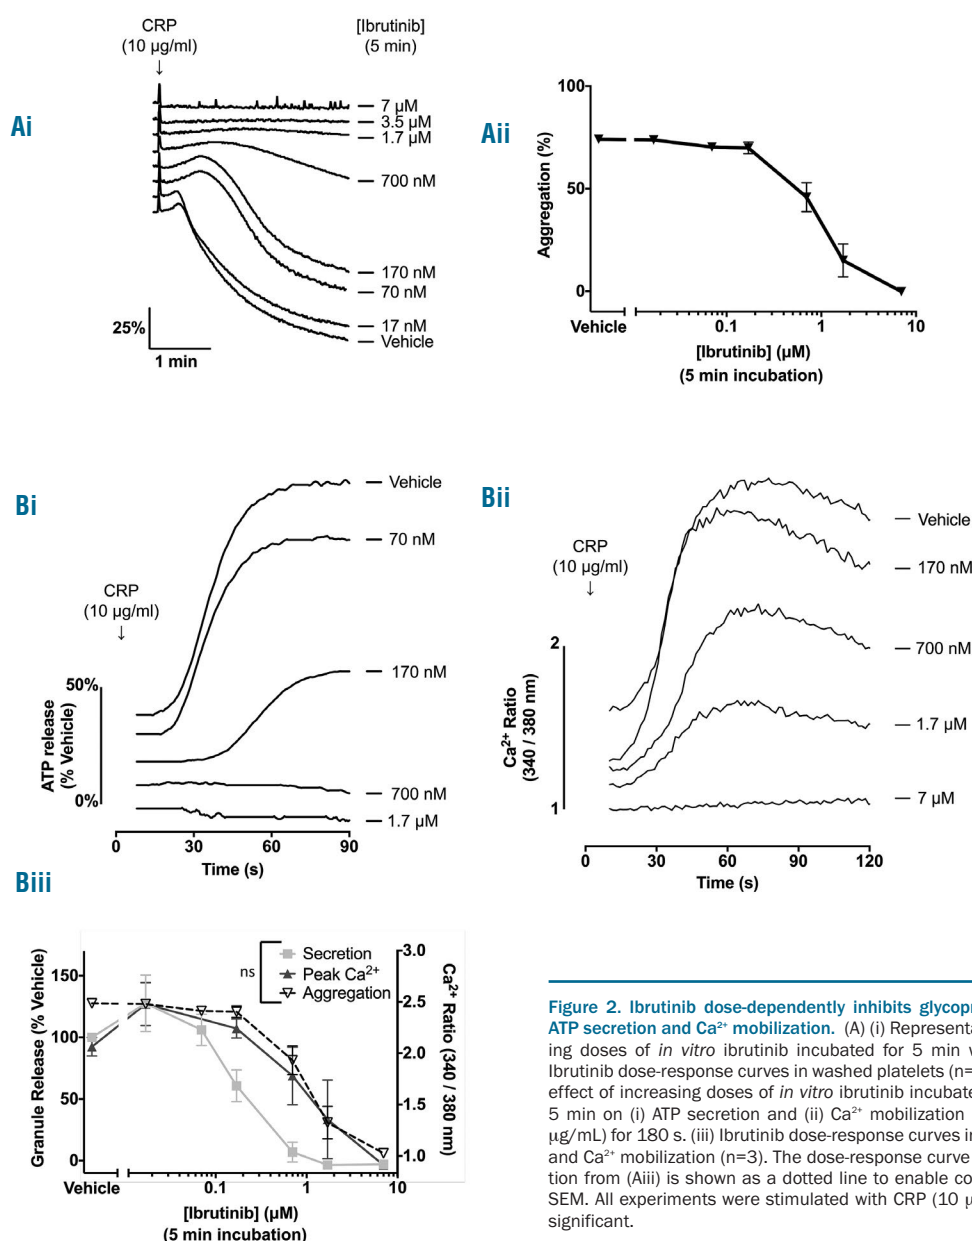 CRP
(10 µg/ml)
↓
[Ibrutinib]
(5 min)
Ai
7 µM
3.5 µM
1.7 µM
700 nM
170 nM
70 nM
17 nM
Vehicle
25%
1 min
Aii
Aggregation (%)
100
50
0
Vehicle
0.1
1
10
[Ibrutinib] (µM)
(5 min incubation)
Bi
CRP
(10 µg/ml)
↓
ATP release
(% Vehicle)
50%
0%
Vehicle
70 nM
170 nM
700 nM
1.7 µM
0
30
60
90
Time (s)
Bii
CRP
(10 µg/ml)
↓
Ca²⁺ Ratio
(340 / 380 nm)
2
1
Vehicle
170 nM
700 nM
1.7 µM
7 µM
0
30
60
90
120
Time (s)
Biii
Granule Release (% Vehicle)
150
100
50
0
ns
Secretion
Peak Ca²⁺
Aggregation
3.0
2.5
2.0
1.5
1.0
Ca²⁺ Ratio (340 / 380 nm)
Vehicle
0.1
1
10
[Ibrutinib] (µM)
(5 min incubation)
Figure 2. Ibrutinib dose-dependently inhibits glycopr
ATP secretion and Ca²⁺ mobilization. (A) (i) Representa
ing doses of in vitro ibrutinib incubated for 5 min v
Ibrutinib dose-response curves in washed platelets (n=
effect of increasing doses of in vitro ibrutinib incubate
5 min on (i) ATP secretion and (ii) Ca²⁺ mobilization
µg/mL) for 180 s. (iii) Ibrutinib dose-response curves in
and Ca²⁺ mobilization (n=3). The dose-response curve
tion from (Aiii) is shown as a dotted line to enable co
SEM. All experiments were stimulated with CRP (10 µ
significant.